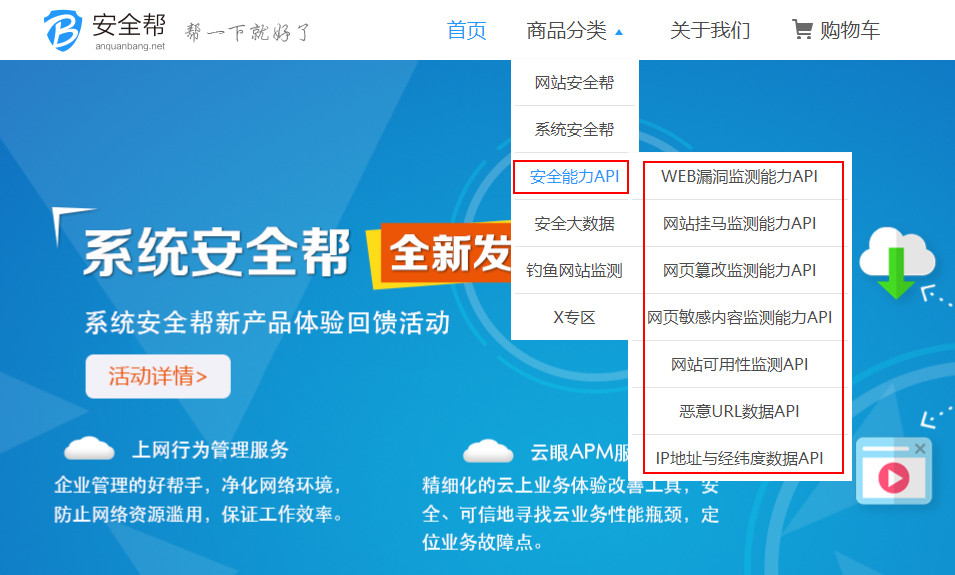 安全帮
anquanbang.net
帮一下就好了
首页
商品分类
关于我们
购物车
网站安全帮
系统安全帮
安全能力API
安全大数据
钓鱼网站监测
X专区
WEB漏洞监测能力API
网站挂马监测能力API
网页篡改监测能力API
网页敏感内容监测能力API
网站可用性监测API
恶意URL数据API
IP地址与经纬度数据API
系统安全帮
全新发
系统安全帮新产品体验回馈活动
活动详情>
上网行为管理服务
企业管理的好帮手，净化网络环境，
防止网络资源滥用，保证工作效率。
云眼APM服
精细化的云上业务体验改善工具，安
全、可信地寻找云业务性能瓶颈，定
位业务故障点。